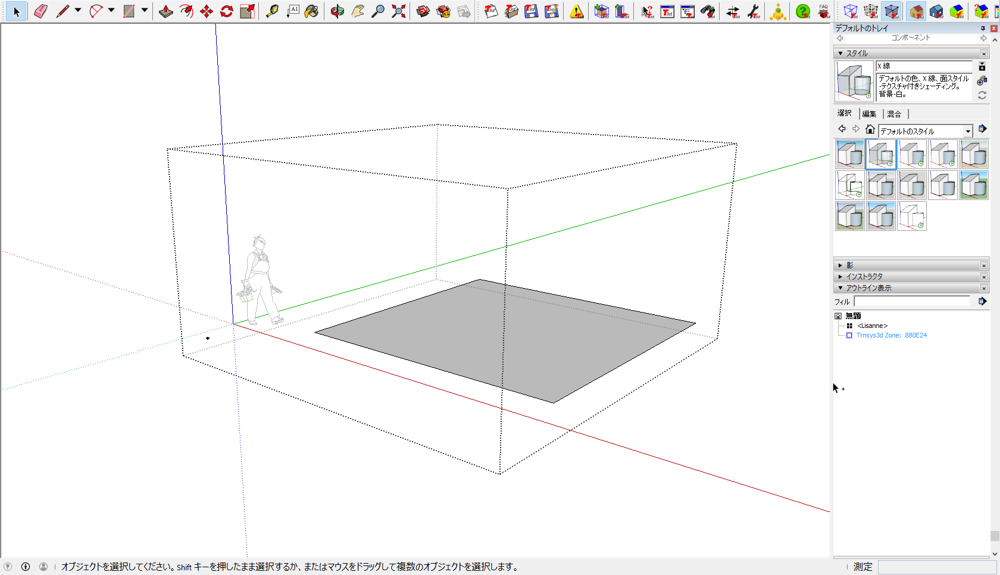 A1
T3d
T3d
FAQ
デフォルトのトレイ
コンポーネント
スタイル
X 線
デフォルトの色、X 線、面スタイル
-テクスチャ付きシェーディング。
背景-白。
選択 編集 混合
デフォルトのスタイル
影
インストラクタ
アウトライン表示
フィル
無題
<Lisanne>
Trnsys3d Zone: 880E24
オブジェクトを選択してください。Shift キーを押したまま選択するか、またはマウスをドラッグして複数のオブジェクトを選択します。
測定